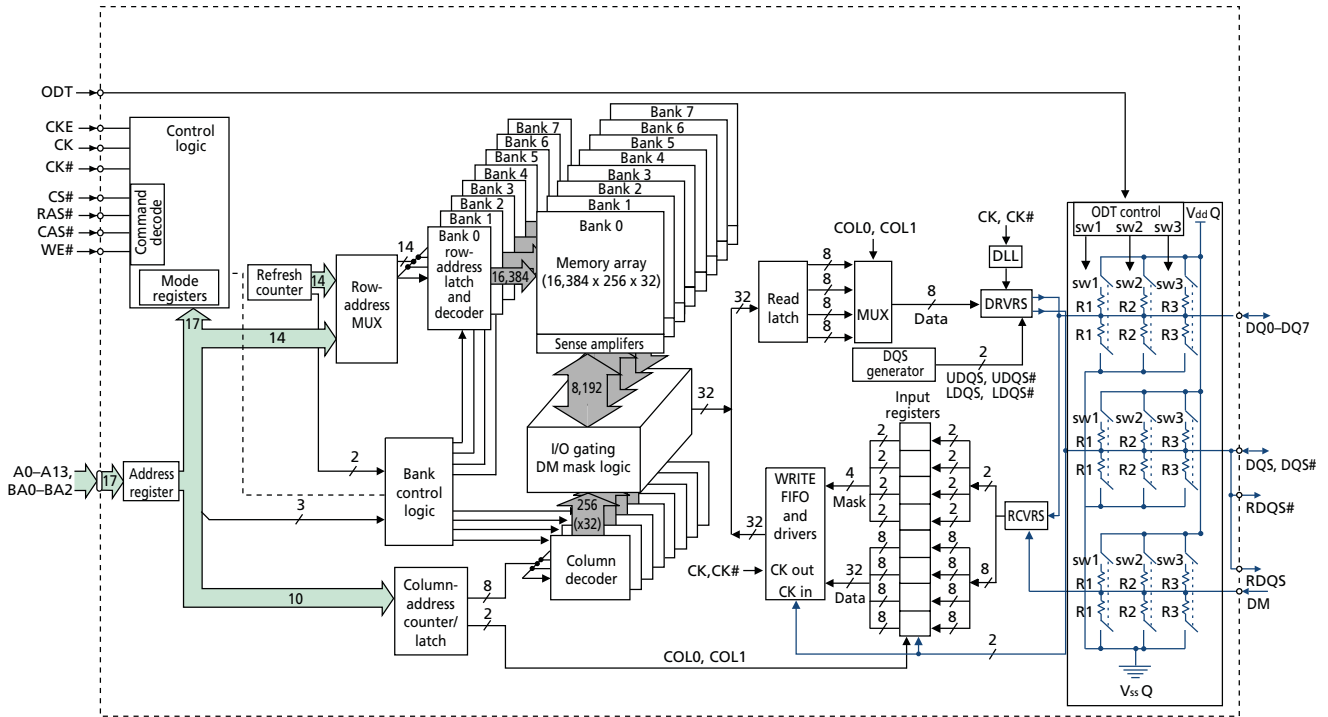 ODT
CKE
CK
CK#
CS#
RAS#
CAS#
WE#
Control
logic
Command
decode
Mode
registers
Refresh
counter
14
Row-
address
MUX
14
17
14
Bank 7
Bank 6
Bank 5
Bank 4
Bank 3
Bank 2
Bank 1
Bank 0
row-
address
latch
and
decoder
16,384
Bank 7
Bank 6
Bank 5
Bank 4
Bank 3
Bank 2
Bank 1
Bank 0
Memory array
(16,384 x 256 x 32)
Sense amplifers
8,192
I/O gating
DM mask logic
256
(x32)
Column
decoder
A0–A13,
BA0–BA2
17
Address
register
2
3
Bank
control
logic
10
Column-
address
counter/
latch
8
2
COL0, COL1
32
32
32
Read
latch
8
8
8
8
COL0, COL1
MUX
8
Data
CK, CK#
DLL
DRVRS
DQS
generator
2
UDQS, UDQS#
LDQS, LDQS#
Input
registers
WRITE
FIFO
and
drivers
CK out
CK in
CK,CK#
4
Mask
32
Data
2
2
2
2
8
8
8
8
2
2
2
2
8
8
8
8
2
8
RCVRS
2
ODT control
sw1
sw2
sw3
VddQ
sw1
sw2
sw3
R1
R2
R3
R1
R2
R3
sw1
sw2
sw3
R1
R2
R3
R1
R2
R3
sw1
sw2
sw3
R1
R2
R3
R1
R2
R3
VssQ
DQ0–DQ7
DQS, DQS#
RDQS#
RDQS
DM